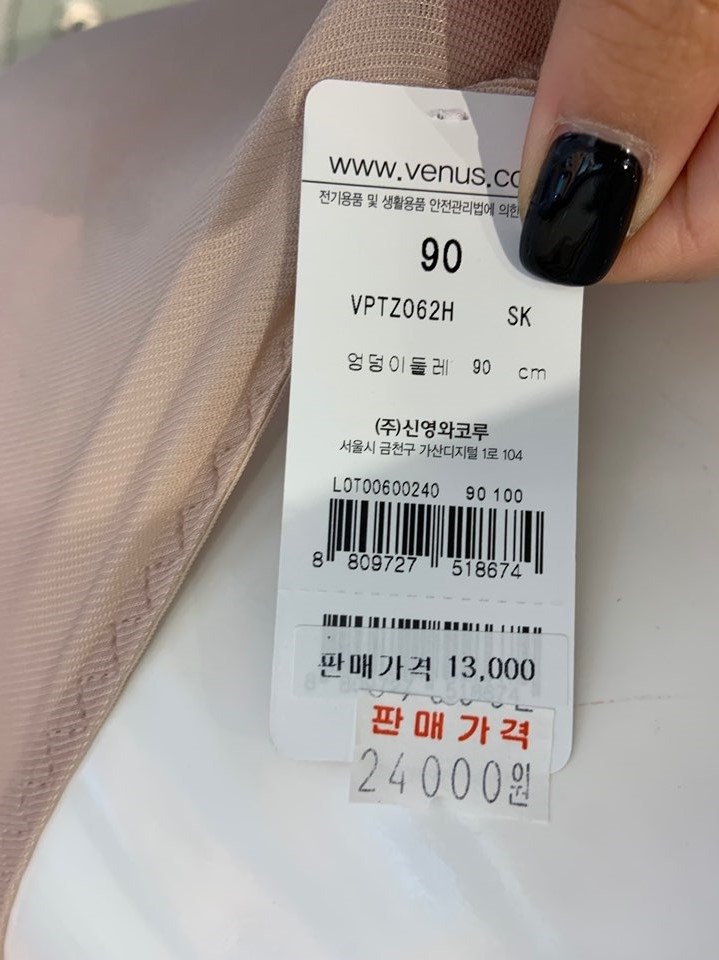 www.venus.co
전기용품 및 생활용품 안전관리법에 의한
90
VPTZ062H SK
엉덩이둘레 90 cm
(주)신영와코루
서울시 금천구 가산디지털 1로 104
LOT00600240 90 100
8 809727 518674
판매가격 13,000
518674
판매가격
24000원